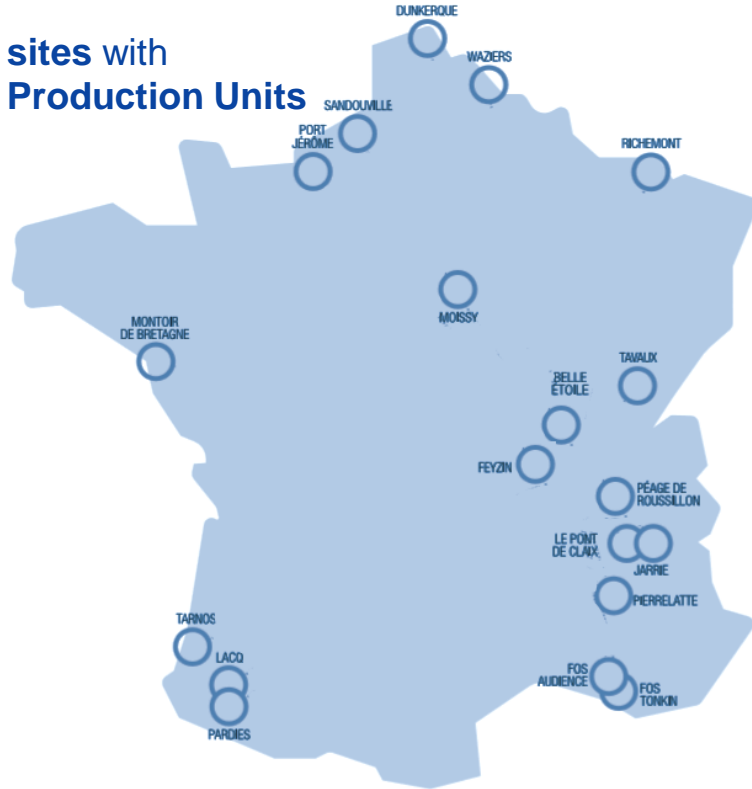 DUNKERQUE
sites with
WAZIERS
Production Units
SANDOUVILLE
PORT
JÉRÔME
RICHEMONT
MOISSY
MONTOIR
DE BRETAGNE
TAVAUX
BELLE
ÉTOILE
FEYZIN
PÉAGE DE
ROUSSILLON
LE PONT
DE CLAIX
JARRIE
PIERRELATTE
TARNOS
LACQ
FOS
AUDIENCE
FOS
TONKIN
PARDIES